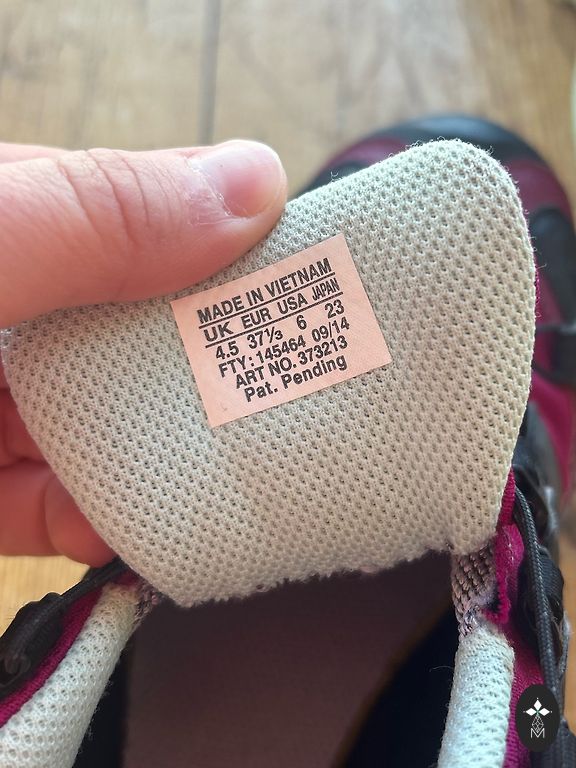 MADE IN VIETNAM
UK EUR USA JAPAN
4.5 37⅓ 6 23
FTY: 145464 09/14
ART NO. 373213
Pat. Pending
M